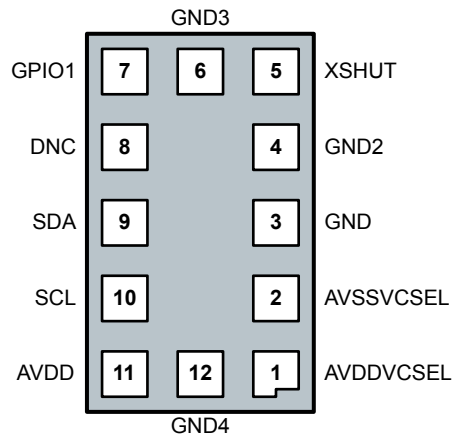 GND3
GPIO1 7 6 5 XSHUT
DNC 8 4 GND2
SDA 9 3 GND
SCL 10 2 AVSSVCSEL
AVDD 11 12 1 AVDDVCSEL
GND4